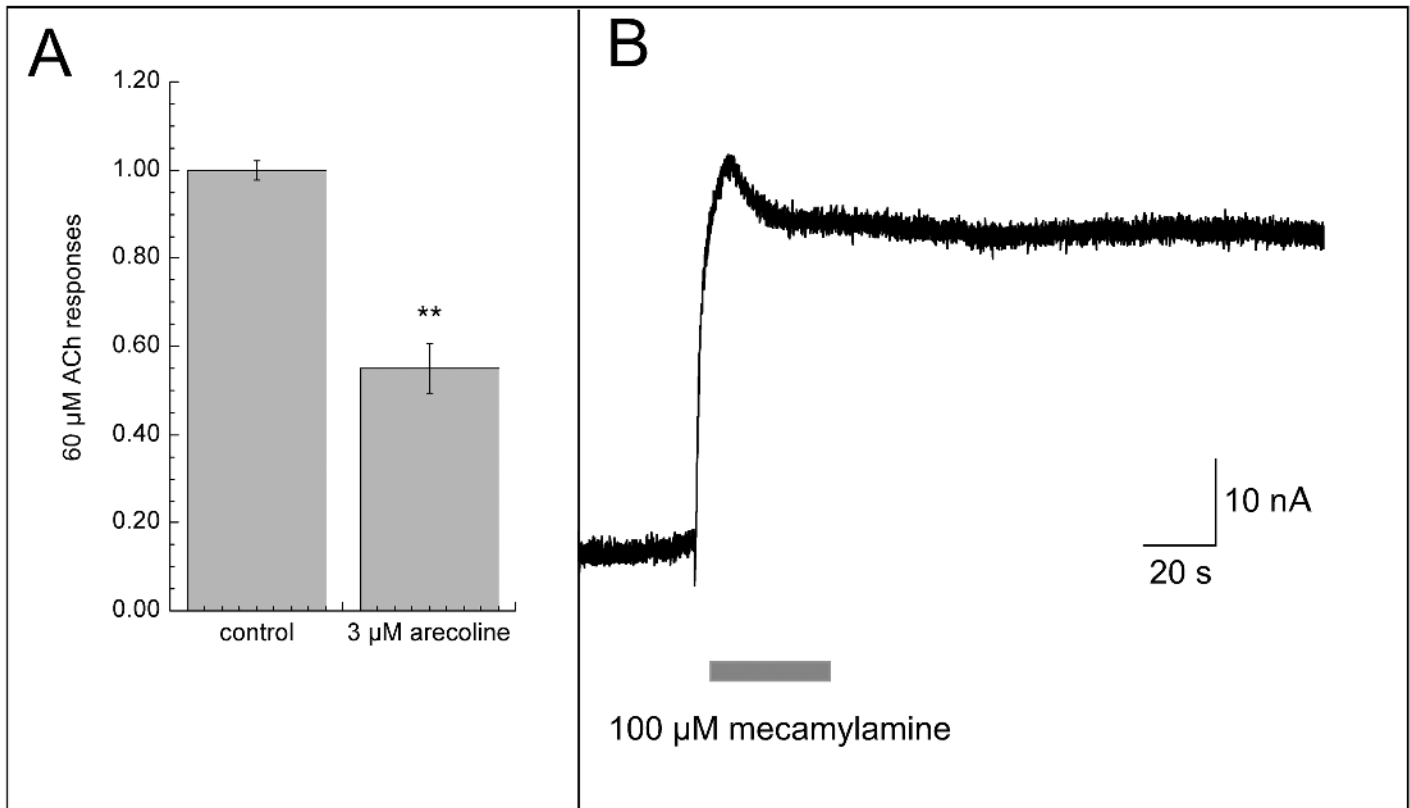 A
1.20
1.00
0.80
0.60
0.40
0.20
0.00
60 µM ACh responses
**
control
3 µM arecoline
B
10 nA
20 s
100 µM mecamylamine